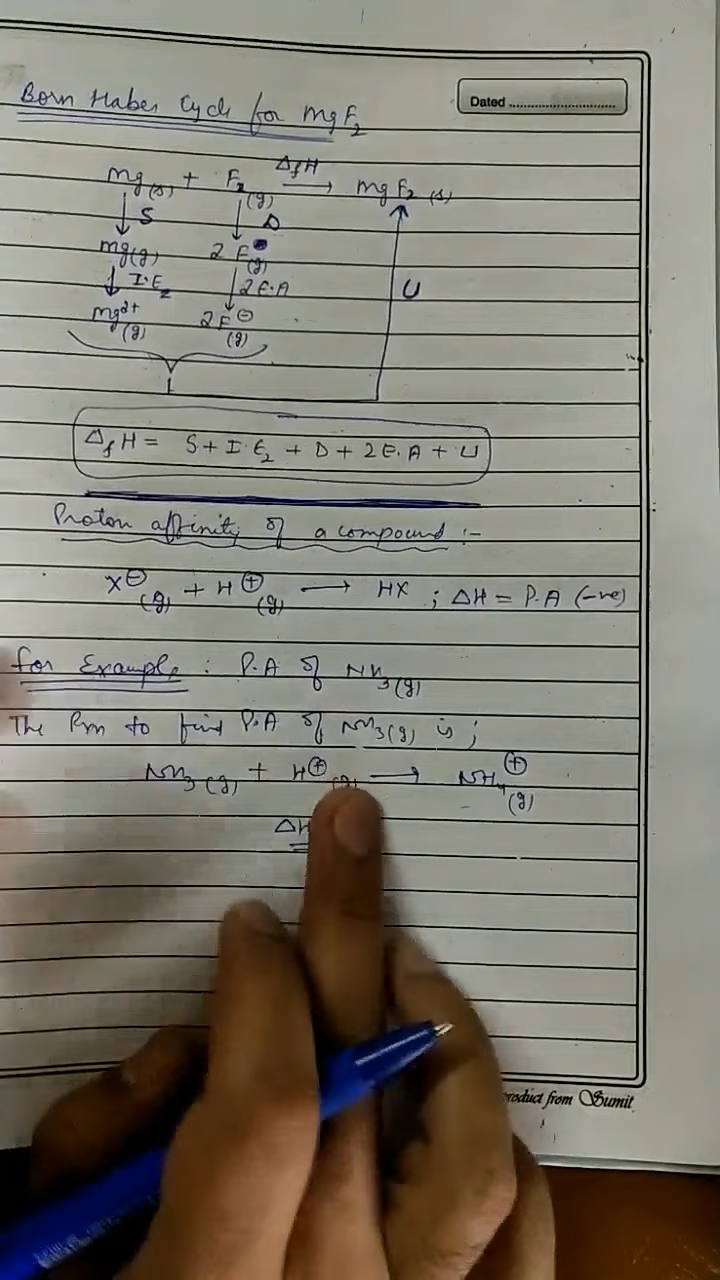 Born Haber Cycle for MgF₂
Dated
Mg(s) + F₂(g) → ΔfH MgF₂(s)
↓ S ↓ D
Mg(g) 2F(g)
↓ I.E₂ ↓ 2E.A U
Mg²⁺(g) 2F⊖(g)
ΔfH = S + I.E₂ + D + 2E.A + U
Proton affinity of a compound :-
X⊖(g) + H⊕(g) → HX ; ΔH = P.A (-ve)
for Example : P.A of NH₃(g)
The Rxn to find P.A of NH₃(g) is ;
NH₃(g) + H⊕(g) → NH₄⊕(g)
ΔH
product from Sumit